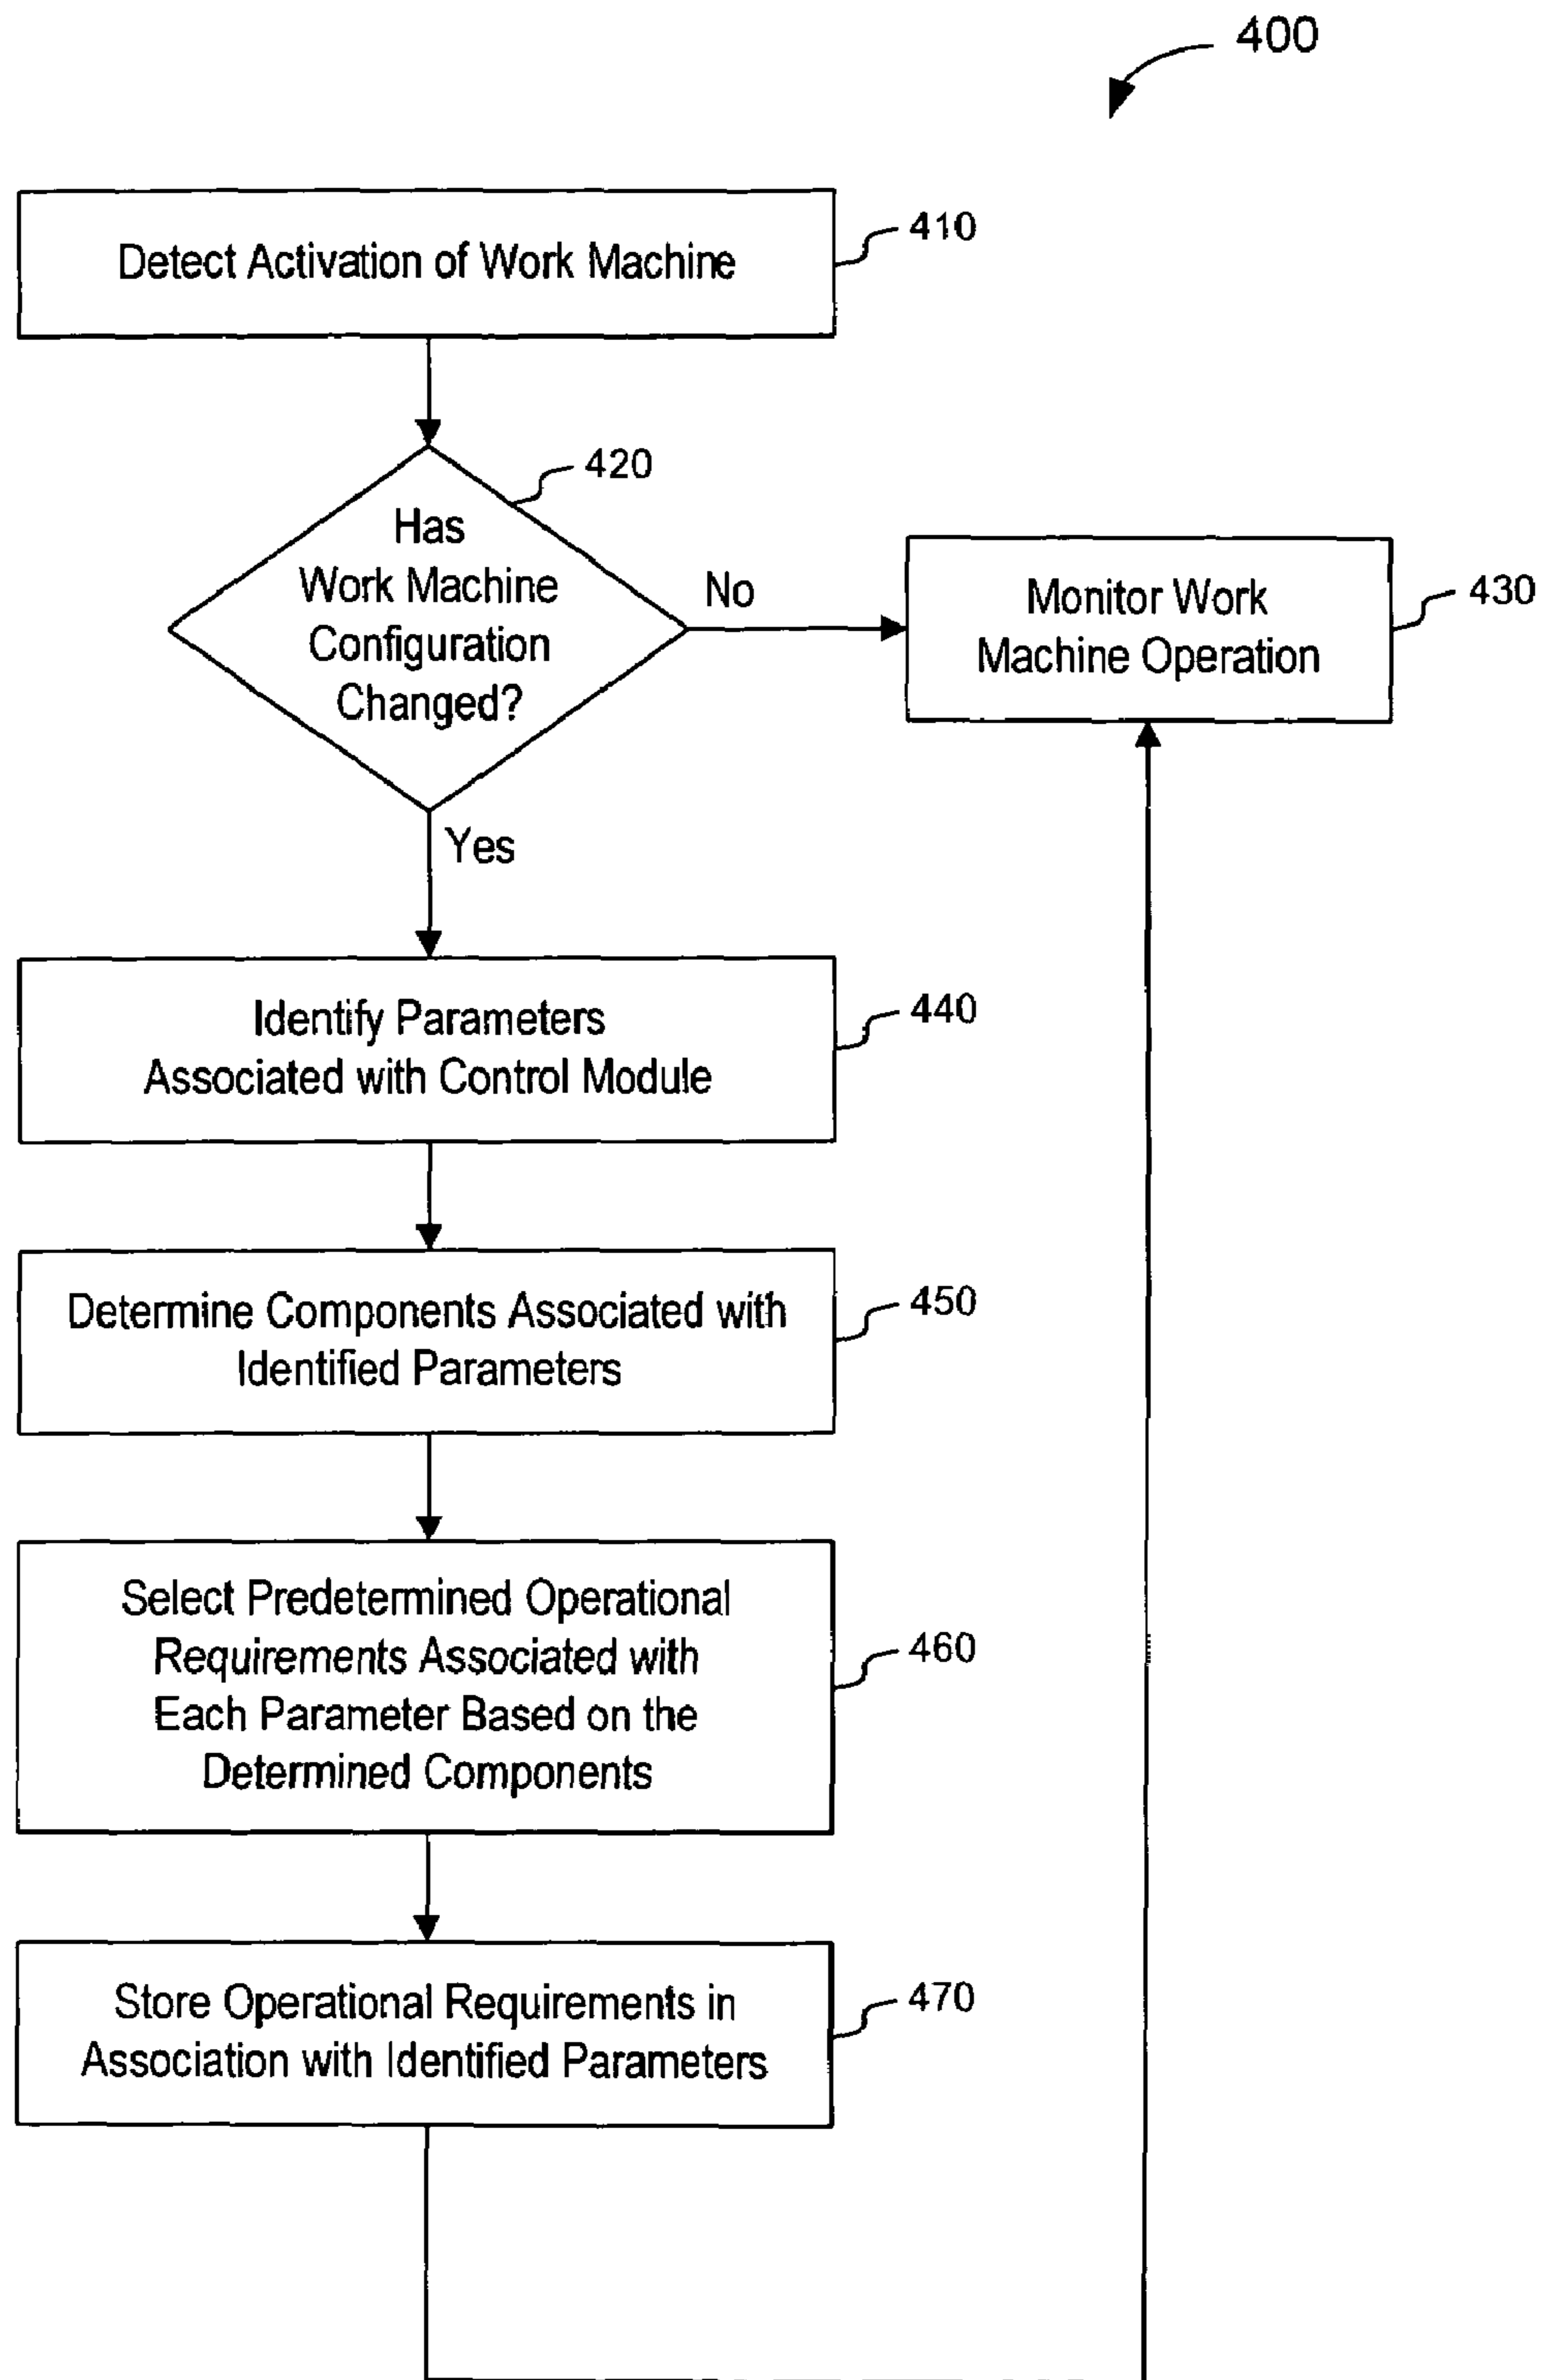 400
Detect Activation of Work Machine
410
420
Has
Work Machine
Configuration
Changed?
No
Monitor Work
Machine Operation
430
Yes
Identify Parameters
Associated with Control Module
440
Determine Components Associated with
Identified Parameters
450
Select Predetermined Operational
Requirements Associated with
Each Parameter Based on the
Determined Components
460
Store Operational Requirements in
Association with Identified Parameters
470